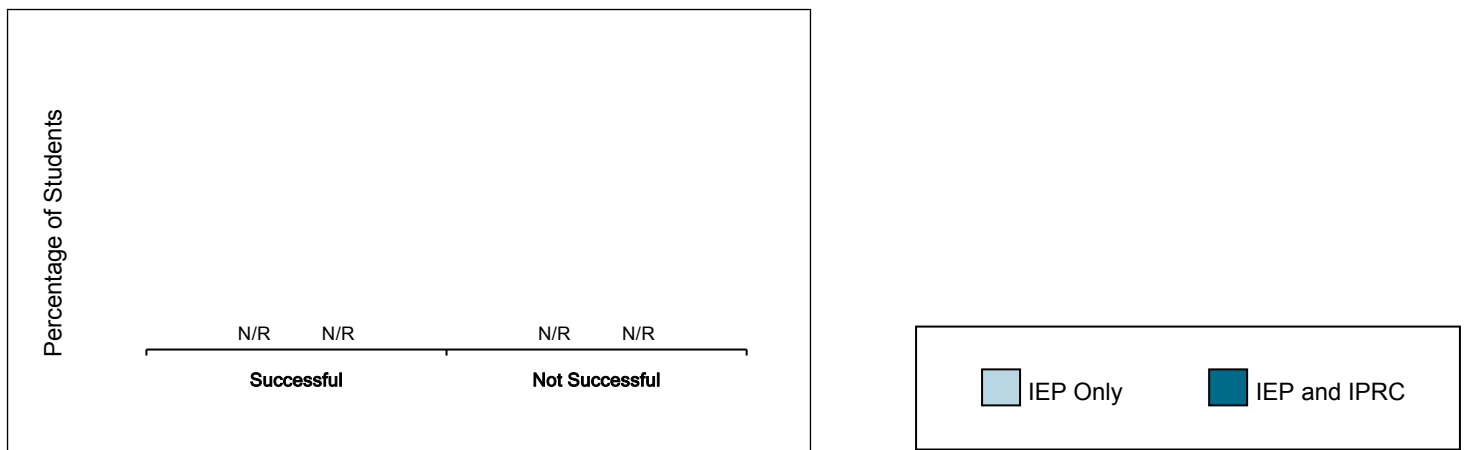 Percentage of Students
N/R N/R N/R N/R
Successful Not Successful
IEP Only IEP and IPRC